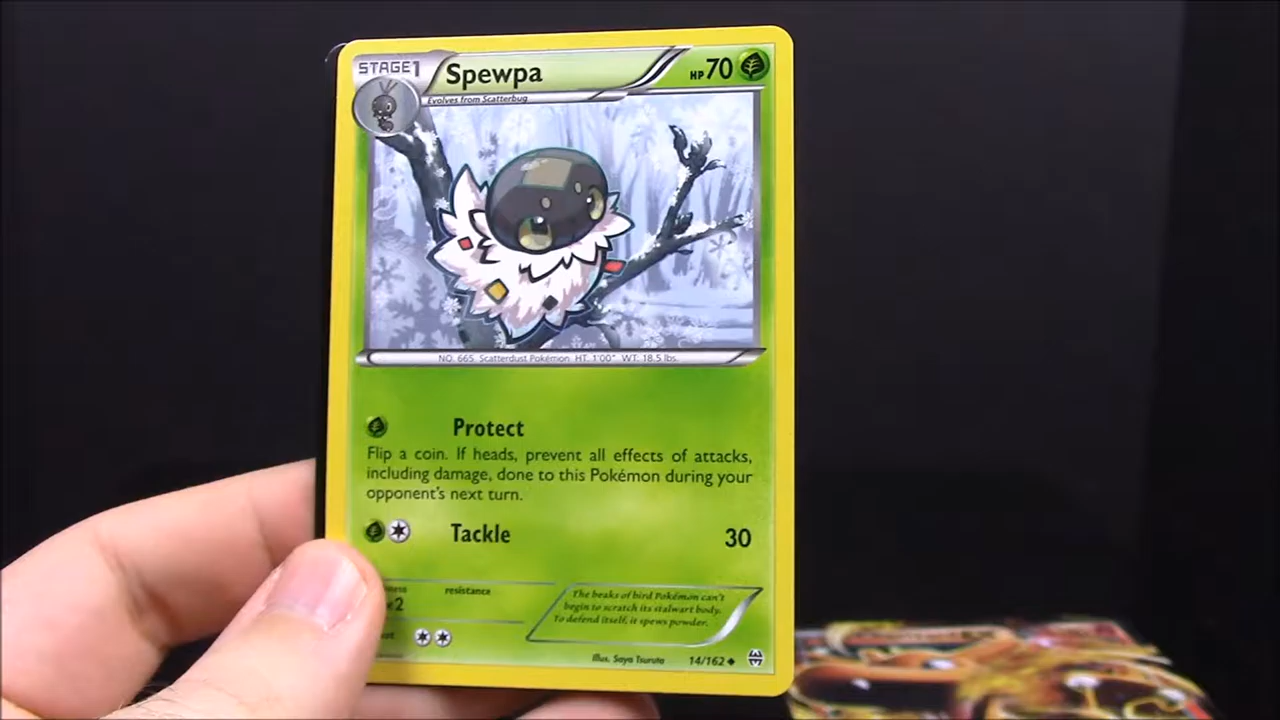 STAGE1 Spewpa HP70
Evolves from Scatterbug
NO. 665 Scatterdust Pokémon HT: 1'00" WT: 18.5 lbs.
Protect
Flip a coin. If heads, prevent all effects of attacks,
including damage, done to this Pokémon during your
opponent's next turn.
Tackle 30
resistance
×2
The beaks of bird Pokémon can't
begin to scratch its stalwart body.
To defend itself, it spews powder.
Illus. Saya Tsuruta 14/162